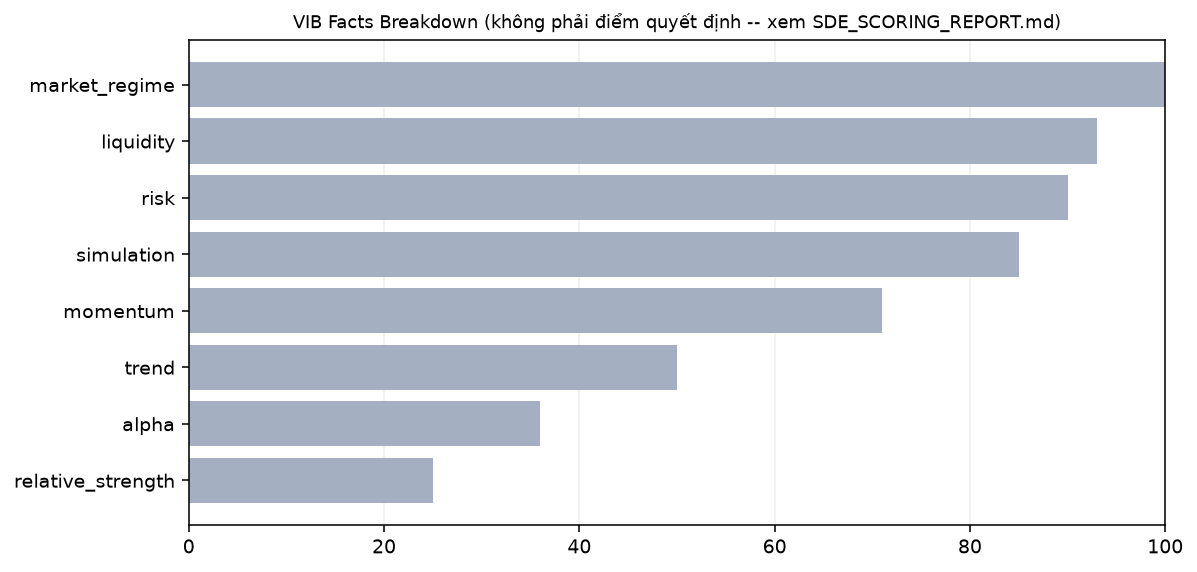 VIB Facts Breakdown (không phải điểm quyết định -- xem SDE_SCORING_REPORT.md)
market_regime
liquidity
risk
simulation
momentum
trend
alpha
relative_strength
0 20 40 60 80 100